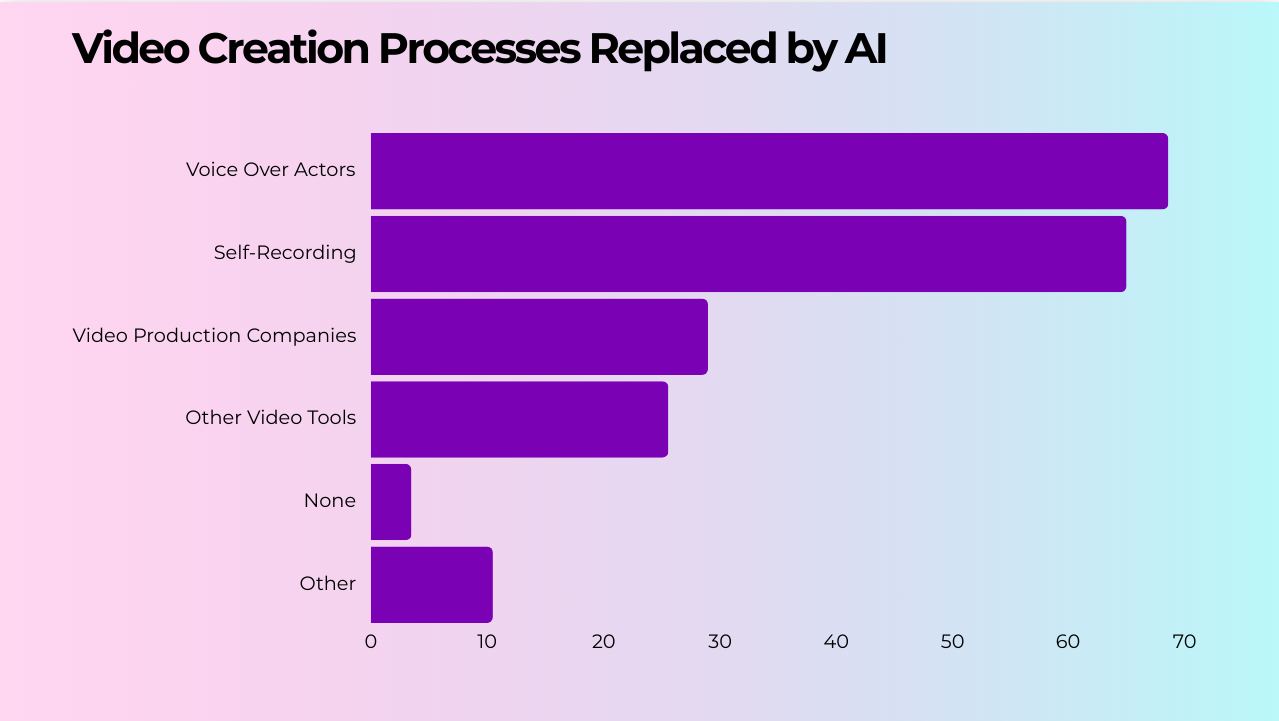 Video Creation Processes Replaced by AI
Voice Over Actors
Self-Recording
Video Production Companies
Other Video Tools
None
Other
0 10 20 30 40 50 60 70